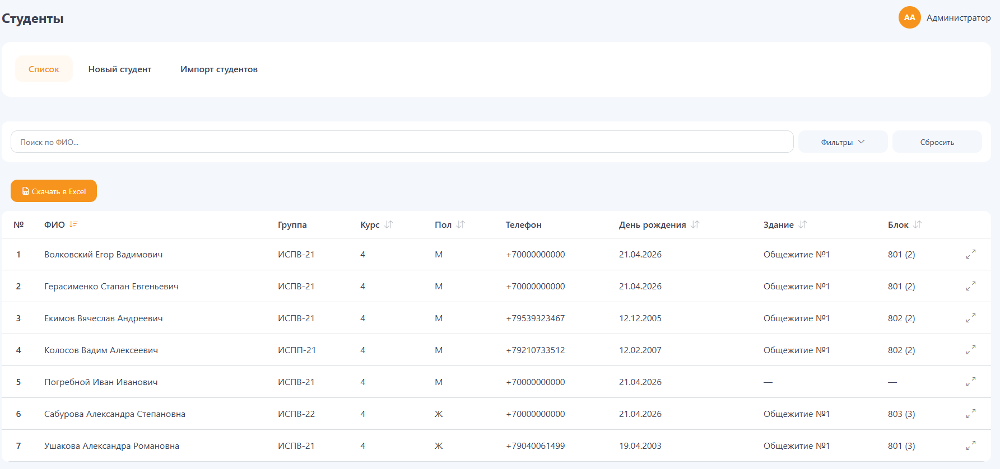 Студенты
АА Администратор
Список Новый студент Импорт студентов
Поиск по ФИО... Фильтры Сбросить
Скачать в Excel
№ ФИО Группа Курс Пол Телефон День рождения Здание Блок
1 Волковский Егор Вадимович ИСПВ-21 4 М +70000000000 21.04.2026 Общежитие №1 801 (2)
2 Герасименко Стапан Евгеньевич ИСПВ-21 4 М +70000000000 21.04.2026 Общежитие №1 801 (2)
3 Екимов Вячеслав Андреевич ИСПВ-21 4 М +79539323467 12.12.2005 Общежитие №1 802 (2)
4 Колосов Вадим Алексеевич ИСПП-21 4 М +79210733512 12.02.2007 Общежитие №1 802 (2)
5 Погребной Иван Иванович ИСПВ-21 4 М +70000000000 21.04.2026 — —
6 Сабурова Александра Степановна ИСПВ-22 4 Ж +70000000000 21.04.2026 Общежитие №1 803 (3)
7 Ушакова Александра Романовна ИСПВ-21 4 Ж +79040061499 19.04.2003 Общежитие №1 801 (3)